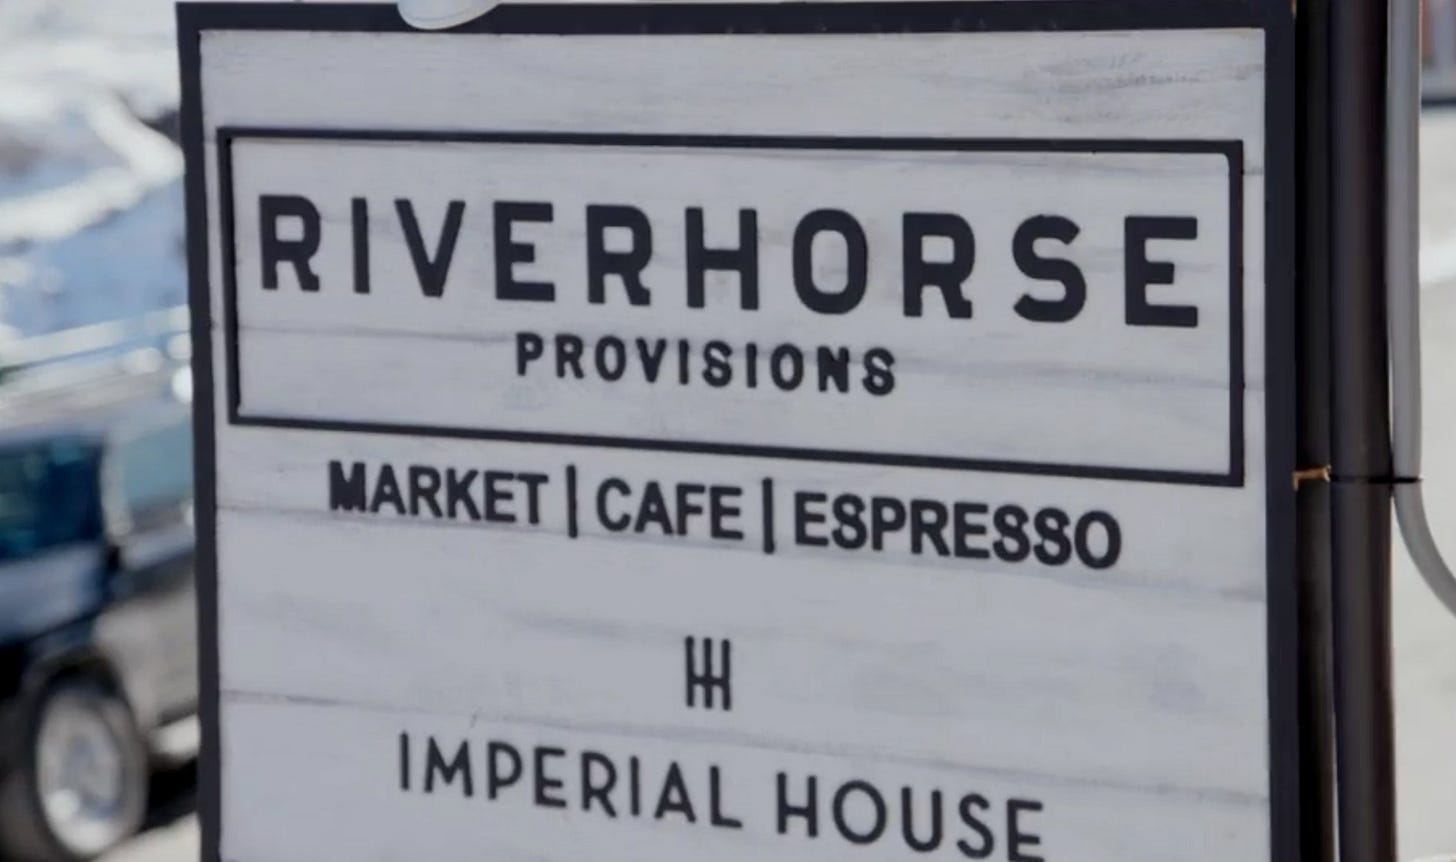 RIVERHORSE
PROVISIONS
MARKET | CAFE | ESPRESSO
IMPERIAL HOUSE